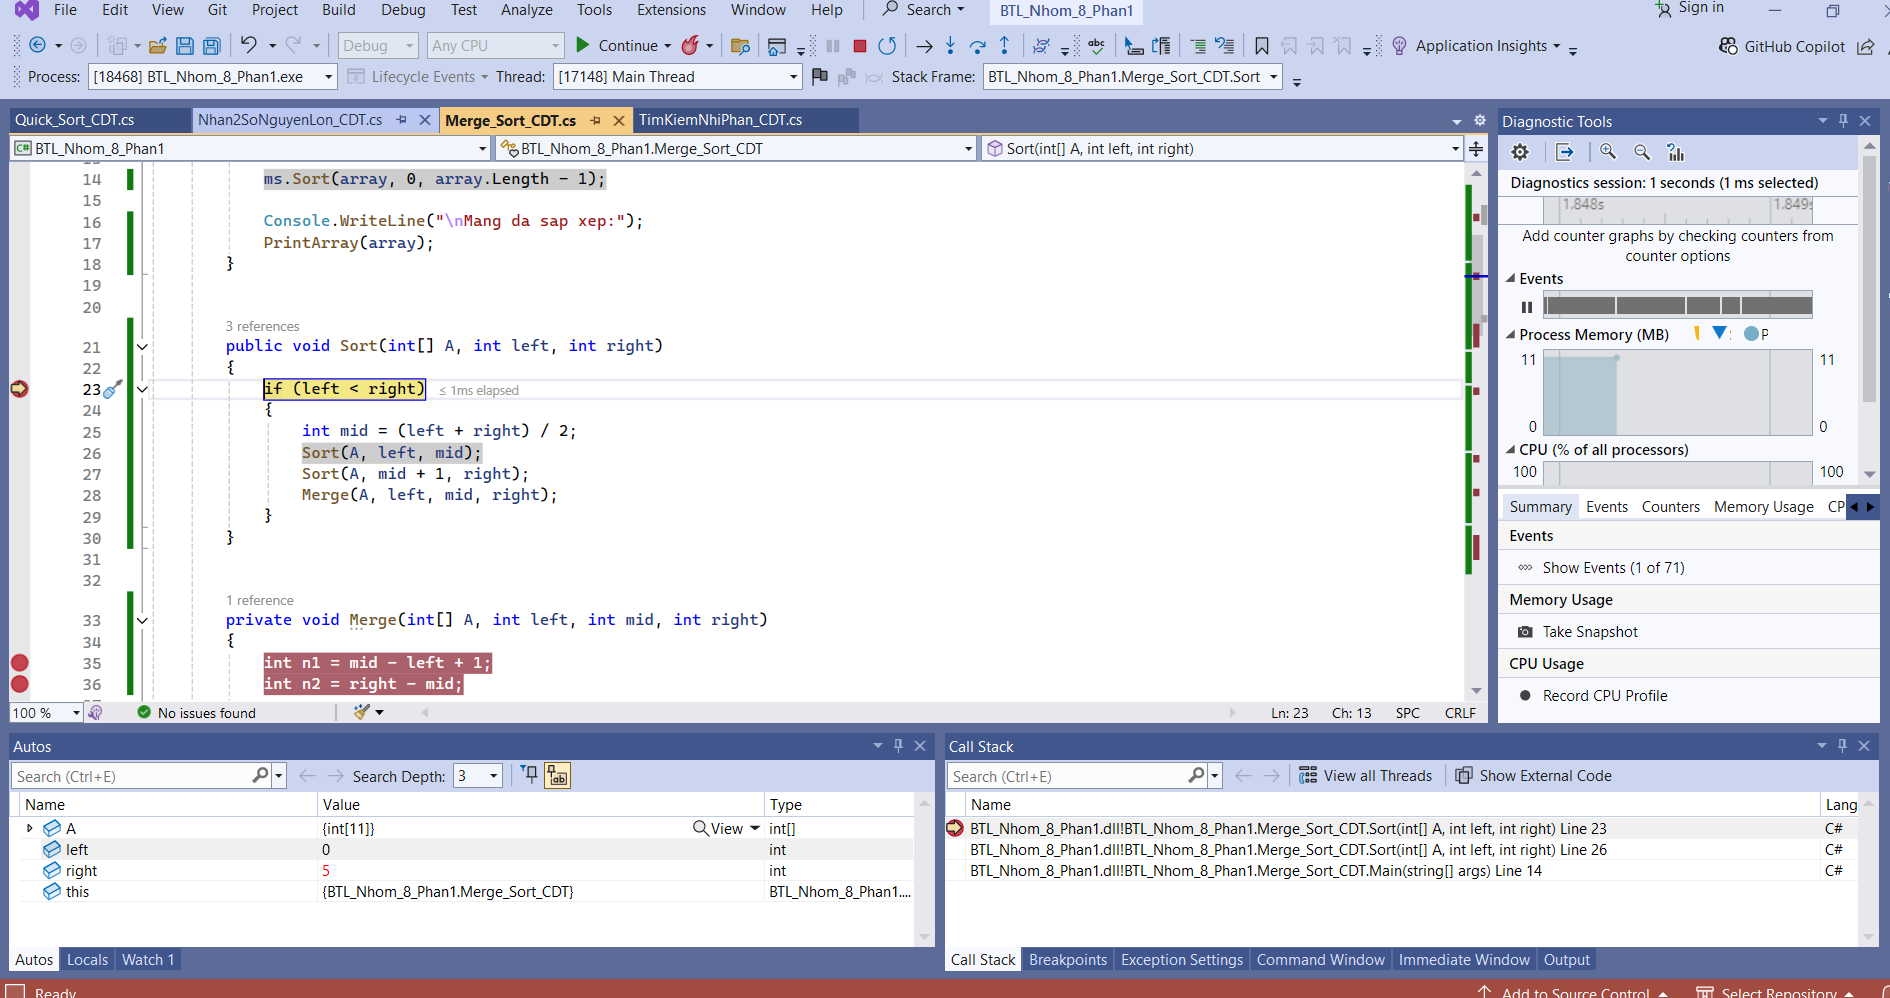 File Edit View Git Project Build Debug Test Analyze Tools Extensions Window Help Search BTL_Nhom_8_Phan1 Sign in
Debug Any CPU Continue Application Insights GitHub Copilot
Process: [18468] BTL_Nhom_8_Phan1.exe Lifecycle Events Thread: [17148] Main Thread Stack Frame: BTL_Nhom_8_Phan1.Merge_Sort_CDT.Sort
Quick_Sort_CDT.cs Nhan2SoNguyenLon_CDT.cs Merge_Sort_CDT.cs TimKiemNhiPhan_CDT.cs
BTL_Nhom_8_Phan1 BTL_Nhom_8_Phan1.Merge_Sort_CDT Sort(int[] A, int left, int right)
14 ms.Sort(array, 0, array.Length - 1);
15
16 Console.WriteLine("\nMang da sap xep:");
17 PrintArray(array);
18 }
19
20
3 references
21 public void Sort(int[] A, int left, int right)
22 {
23 if (left < right) ≤ 1ms elapsed
24 {
25 int mid = (left + right) / 2;
26 Sort(A, left, mid);
27 Sort(A, mid + 1, right);
28 Merge(A, left, mid, right);
29 }
30 }
31
32
1 reference
33 private void Merge(int[] A, int left, int mid, int right)
34 {
35 int n1 = mid - left + 1;
36 int n2 = right - mid;
100 % No issues found Ln: 23 Ch: 13 SPC CRLF
Diagnostic Tools
Diagnostics session: 1 seconds (1 ms selected)
1.848s 1.849s
Add counter graphs by checking counters from
counter options
Events
Process Memory (MB) P
11 11
0 0
CPU (% of all processors)
100 100
Summary Events Counters Memory Usage CP
Events
Show Events (1 of 71)
Memory Usage
Take Snapshot
CPU Usage
Record CPU Profile
Autos
Search (Ctrl+E) Search Depth: 3
Name Value Type
A {int[11]} View int[]
left 0 int
right 5 int
this {BTL_Nhom_8_Phan1.Merge_Sort_CDT} BTL_Nhom_8_Phan1....
Autos Locals Watch 1
Call Stack
Search (Ctrl+E) View all Threads Show External Code
Name Lang
BTL_Nhom_8_Phan1.dll!BTL_Nhom_8_Phan1.Merge_Sort_CDT.Sort(int[] A, int left, int right) Line 23 C#
BTL_Nhom_8_Phan1.dll!BTL_Nhom_8_Phan1.Merge_Sort_CDT.Sort(int[] A, int left, int right) Line 26 C#
BTL_Nhom_8_Phan1.dll!BTL_Nhom_8_Phan1.Merge_Sort_CDT.Main(string[] args) Line 14 C#
Call Stack Breakpoints Exception Settings Command Window Immediate Window Output
Ready Add to Source Control Select Repository